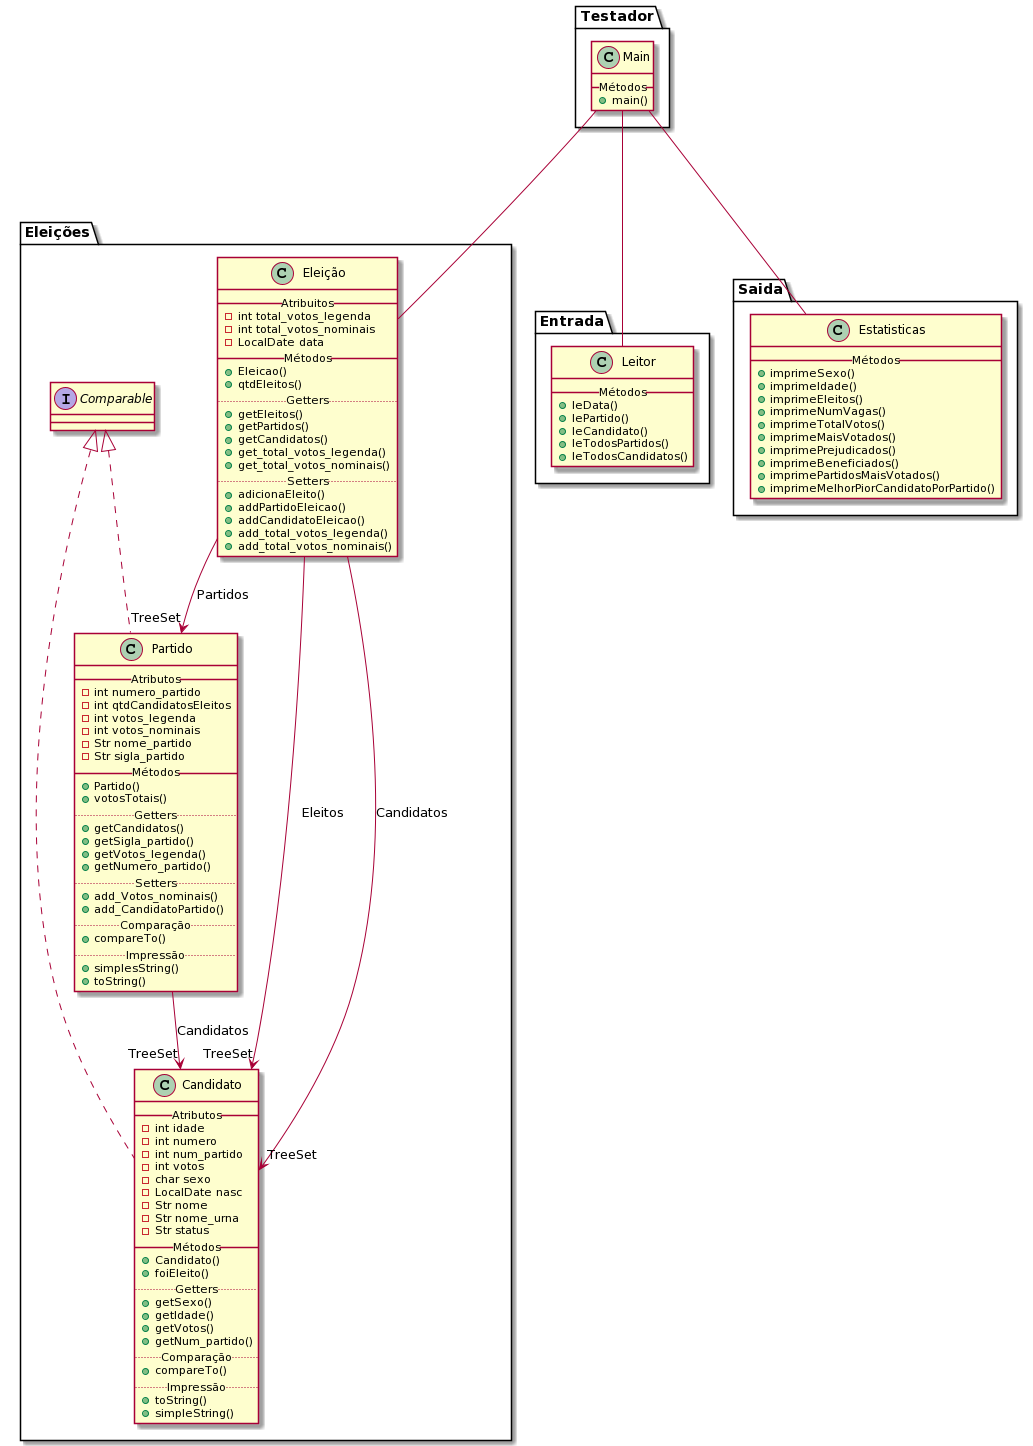 Testador
C Main
Métodos
main()
Eleições
C Eleição
Atribuitos
int total_votos_legenda
int total_votos_nominais
LocalDate data
Métodos
Eleicao()
qtdEleitos()
Getters
getEleitos()
getPartidos()
getCandidatos()
get_total_votos_legenda()
get_total_votos_nominais()
Setters
adicionaEleito()
addPartidoEleicao()
addCandidatoEleicao()
add_total_votos_legenda()
add_total_votos_nominais()
I Comparable
Entrada
C Leitor
Métodos
leData()
lePartido()
leCandidato()
leTodosPartidos()
leTodosCandidatos()
Saida
C Estatisticas
Métodos
imprimeSexo()
imprimeIdade()
imprimeEleitos()
imprimeNumVagas()
imprimeTotalVotos()
imprimeMaisVotados()
imprimePrejudicados()
imprimeBeneficiados()
imprimePartidosMaisVotados()
imprimeMelhorPiorCandidatoPorPartido()
Partidos
TreeSet
C Partido
Atributos
int numero_partido
int qtdCandidatosEleitos
int votos_legenda
int votos_nominais
Str nome_partido
Str sigla_partido
Métodos
Partido()
votosTotais()
Getters
getCandidatos()
getSigla_partido()
getVotos_legenda()
getNumero_partido()
Setters
add_Votos_nominais()
add_CandidatoPartido()
Comparação
compareTo()
Impressão
simplesString()
toString()
Eleitos
Candidatos
Candidatos
TreeSet
TreeSet
TreeSet
C Candidato
Atributos
int idade
int numero
int num_partido
int votos
char sexo
LocalDate nasc
Str nome
Str nome_urna
Str status
Métodos
Candidato()
foiEleito()
Getters
getSexo()
getIdade()
getVotos()
getNum_partido()
Comparação
compareTo()
Impressão
toString()
simpleString()